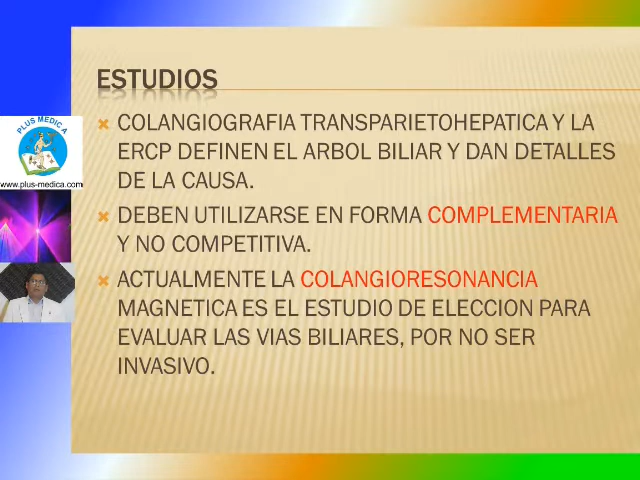 ESTUDIOS
PLUS MEDIC A
www.plus-medica.com
COLANGIOGRAFIA TRANSPARIETOHEPATICA Y LA
ERCP DEFINEN EL ARBOL BILIAR Y DAN DETALLES
DE LA CAUSA.
DEBEN UTILIZARSE EN FORMA COMPLEMENTARIA
Y NO COMPETITIVA.
ACTUALMENTE LA COLANGIORESONANCIA
MAGNETICA ES EL ESTUDIO DE ELECCION PARA
EVALUAR LAS VIAS BILIARES, POR NO SER
INVASIVO.